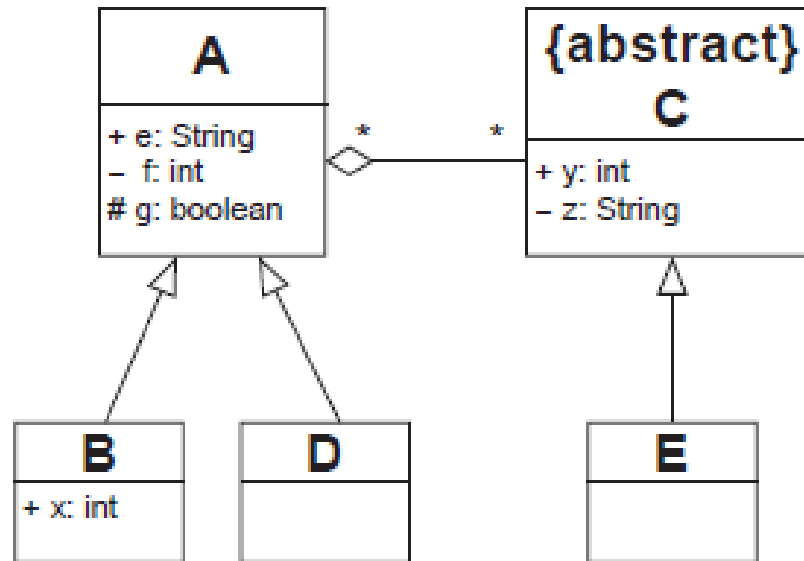 A
+ e: String
– f: int
# g: boolean
* *
{abstract}
C
+ y: int
– z: String
B
+ x: int
D
E